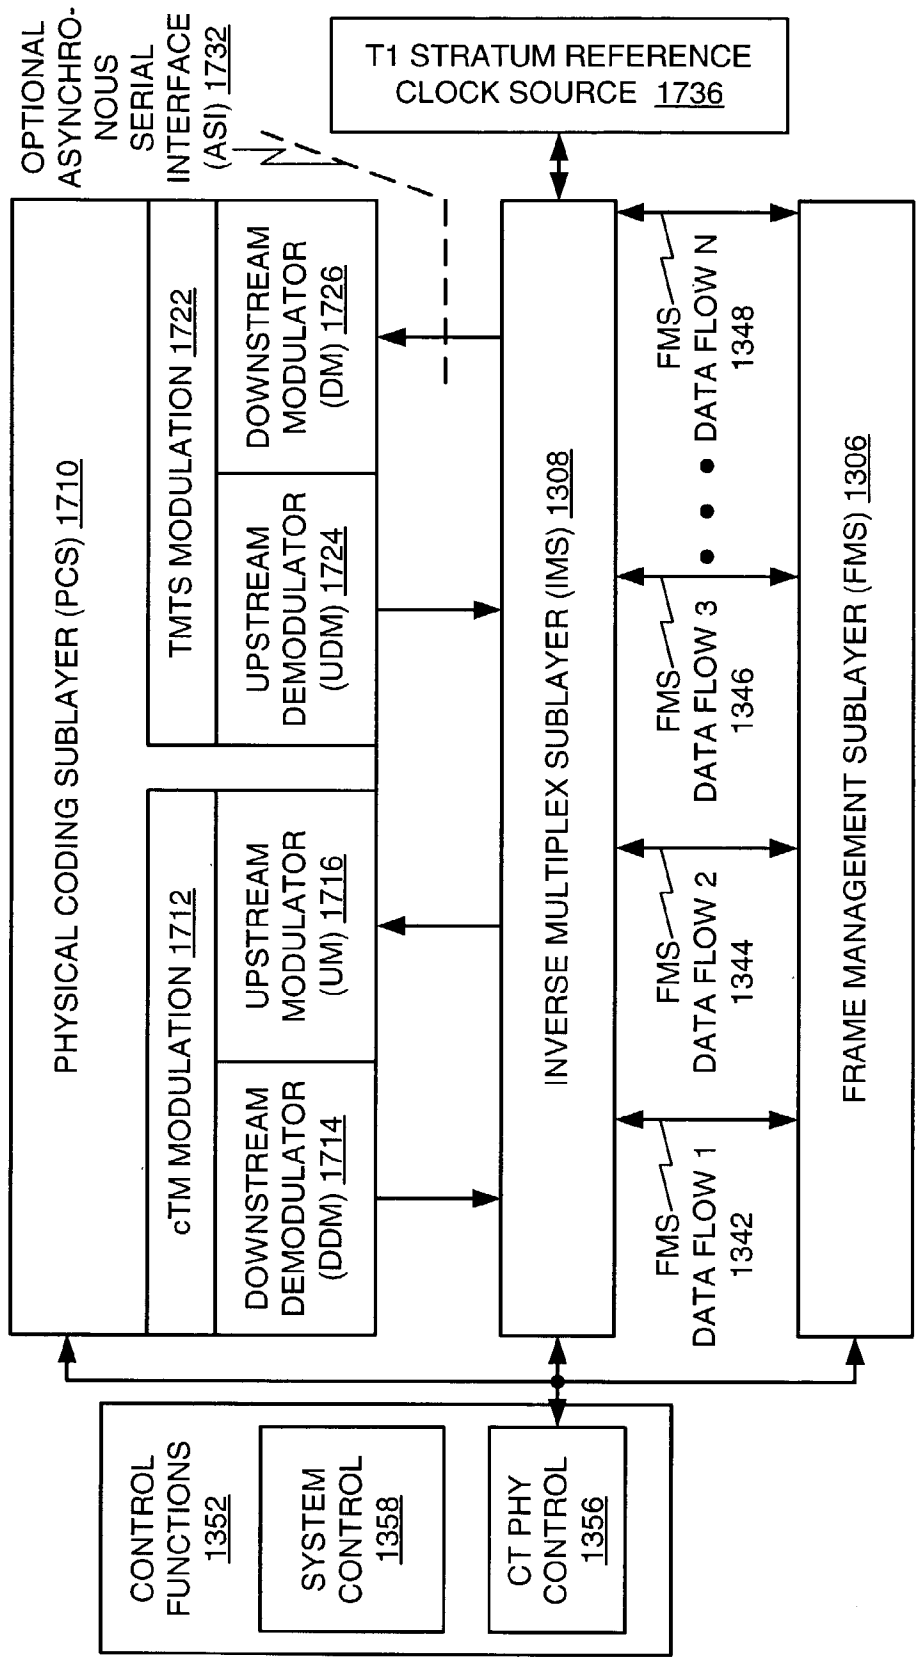 T1 STRATUM REFERENCE
CLOCK SOURCE 1736
OPTIONAL
ASYNCHRO-
NOUS
SERIAL
INTERFACE
(ASI) 1732
PHYSICAL CODING SUBLAYER (PCS) 1710
cTM MODULATION 1712
TMTS MODULATION 1722
DOWNSTREAM
DEMODULATOR
(DDM) 1714
UPSTREAM
MODULATOR
(UM) 1716
UPSTREAM
DEMODULATOR
(UDM) 1724
DOWNSTREAM
MODULATOR
(DM) 1726
INVERSE MULTIPLEX SUBLAYER (IMS) 1308
FMS
DATA FLOW 1
1342
FMS
DATA FLOW 2
1344
FMS
DATA FLOW 3
1346
FMS
DATA FLOW N
1348
FRAME MANAGEMENT SUBLAYER (FMS) 1306
CONTROL
FUNCTIONS
1352
SYSTEM
CONTROL
1358
CT PHY
CONTROL
1356